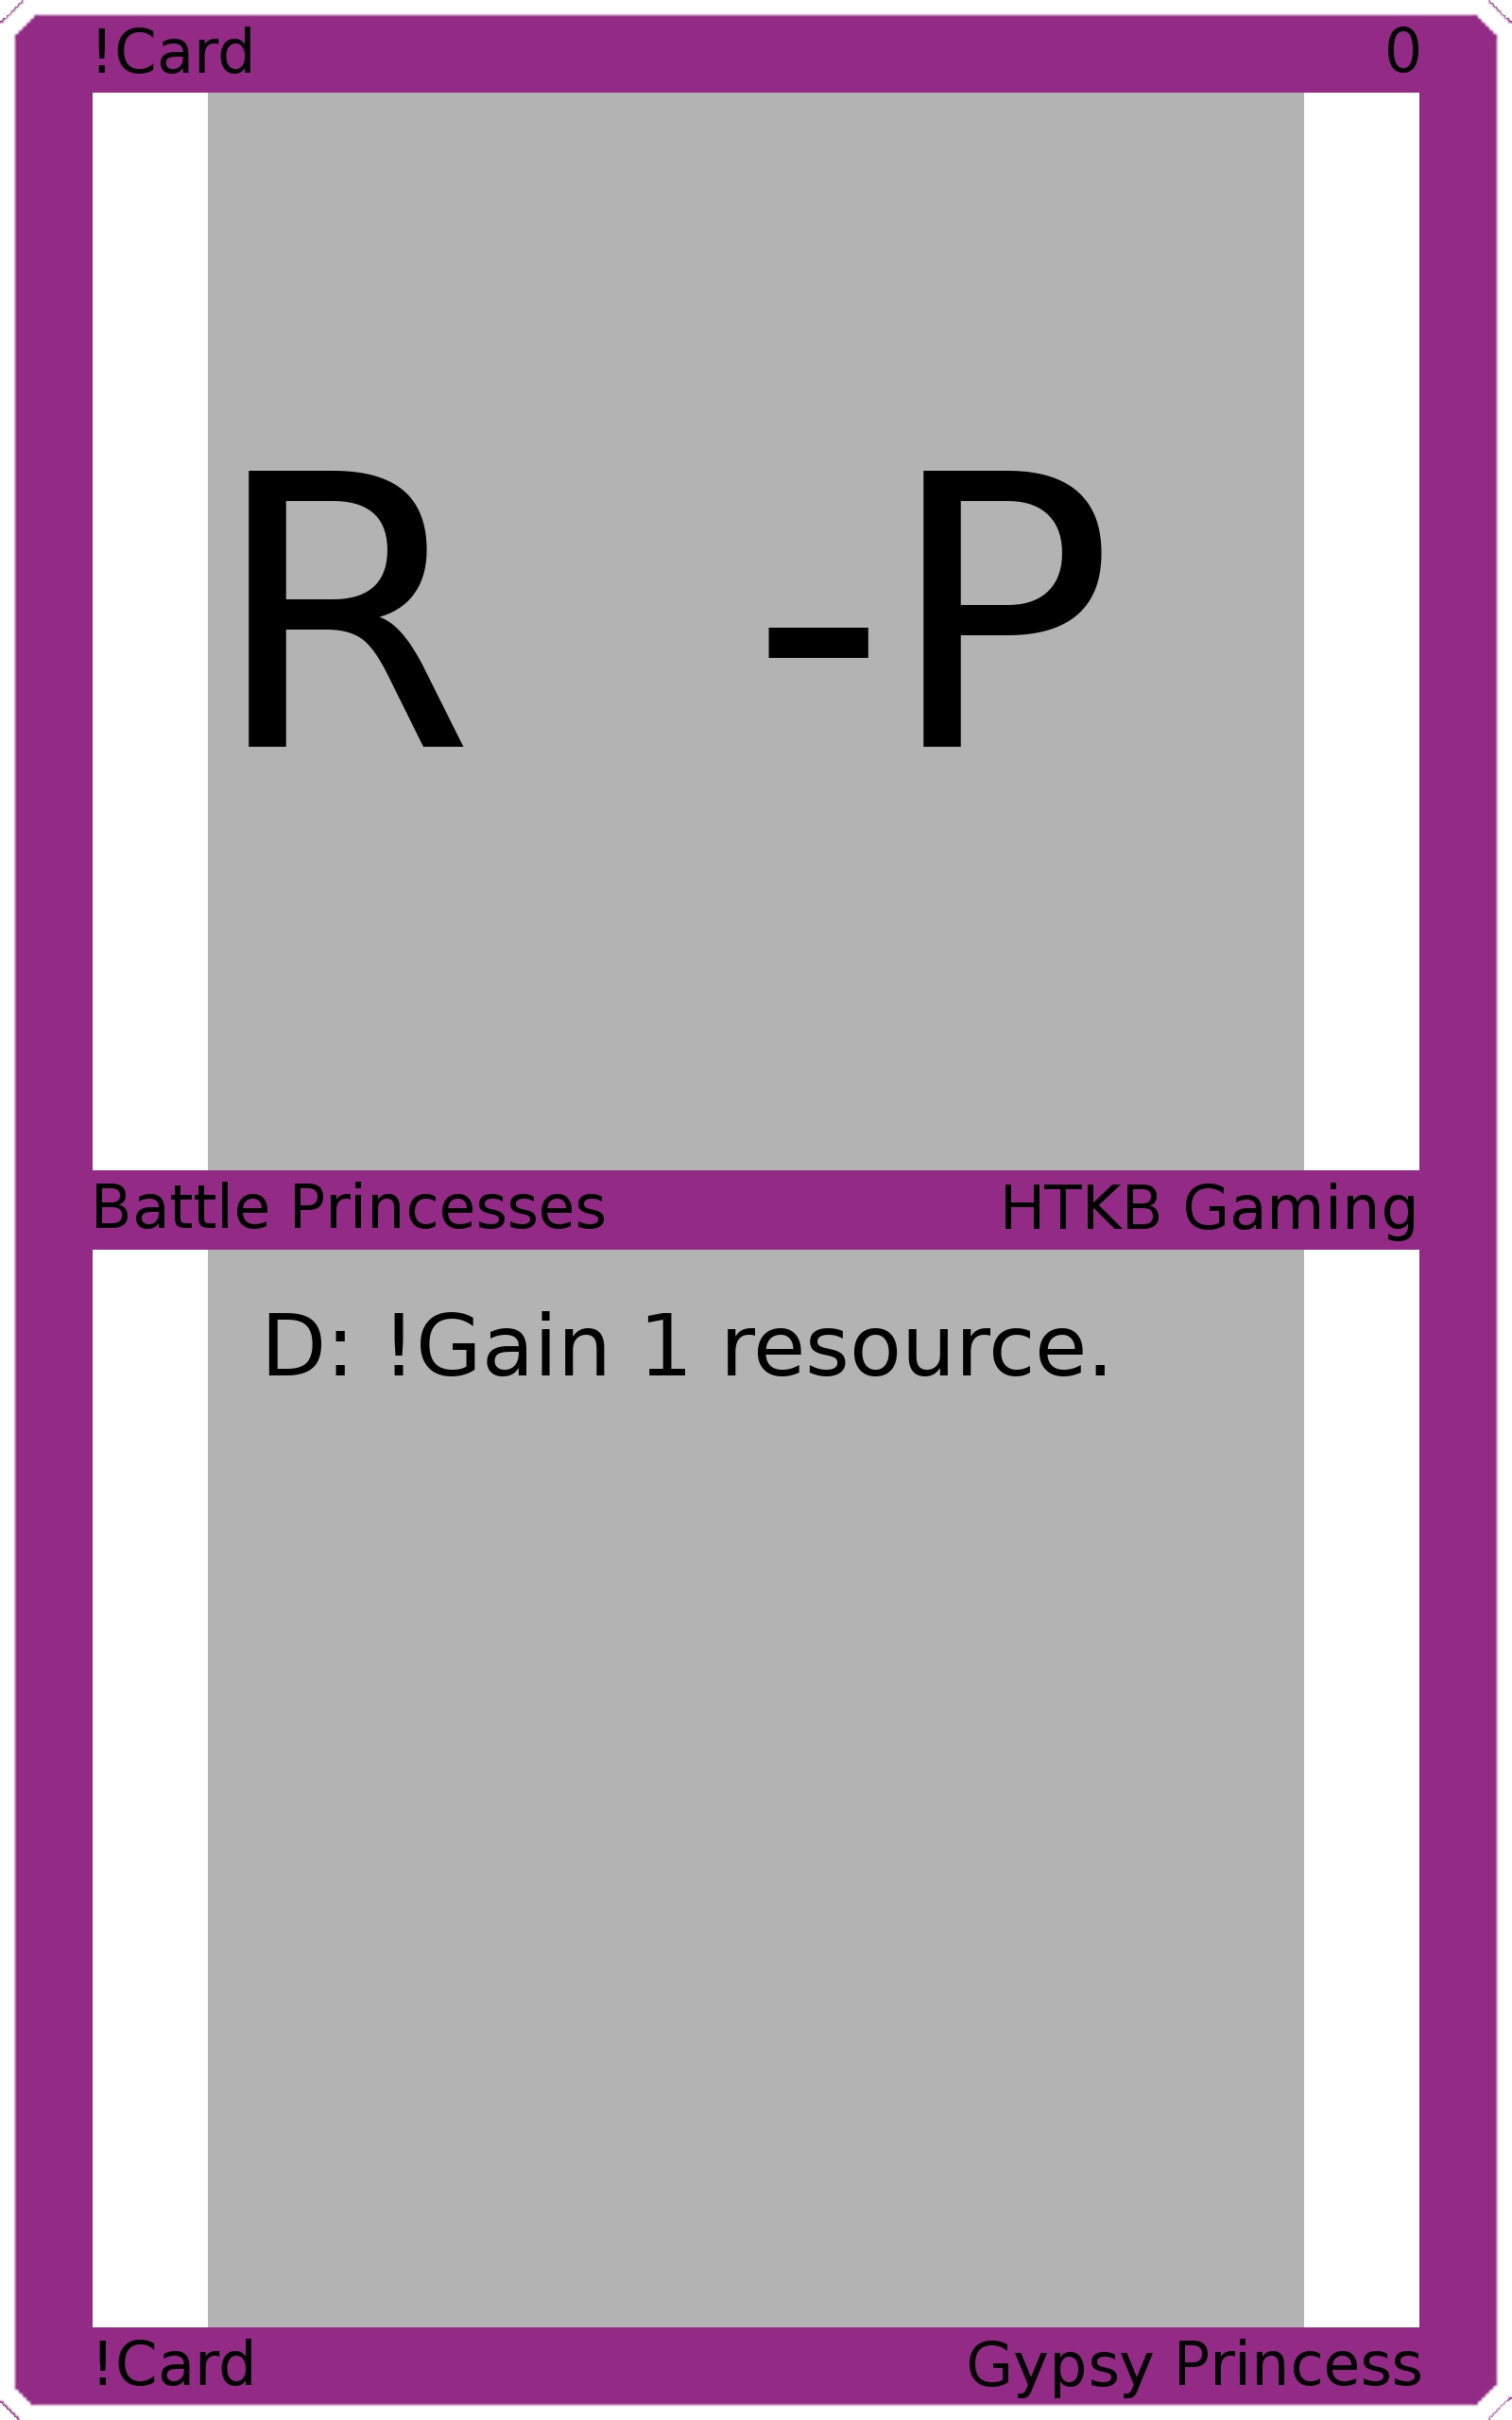 !Card 0
R -P
Battle Princesses HTKB Gaming
D: !Gain 1 resource.
!Card Gypsy Princess